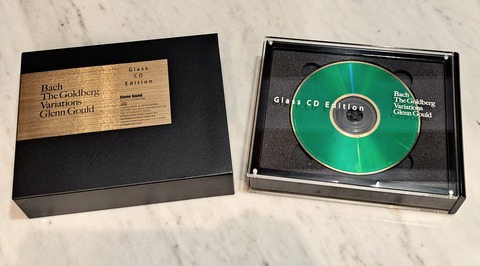 Bach
The Goldberg
Variations
Glenn Gould
Glass
CD
Edition
Glass CD Edition
Bach
The Goldberg
Variations
Glenn Gould